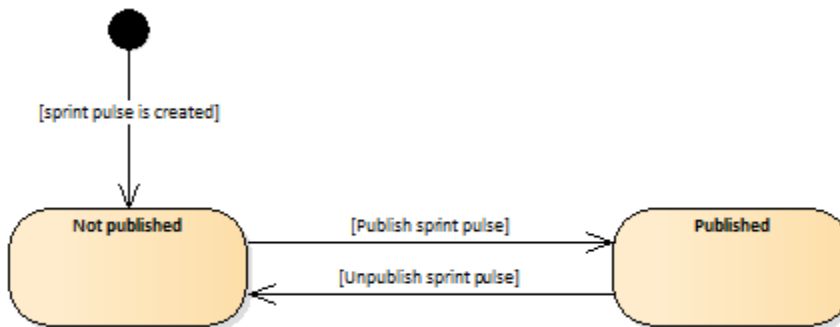 [sprint pulse is created]
Not published
[Publish sprint pulse]
Published
[Unpublish sprint pulse]